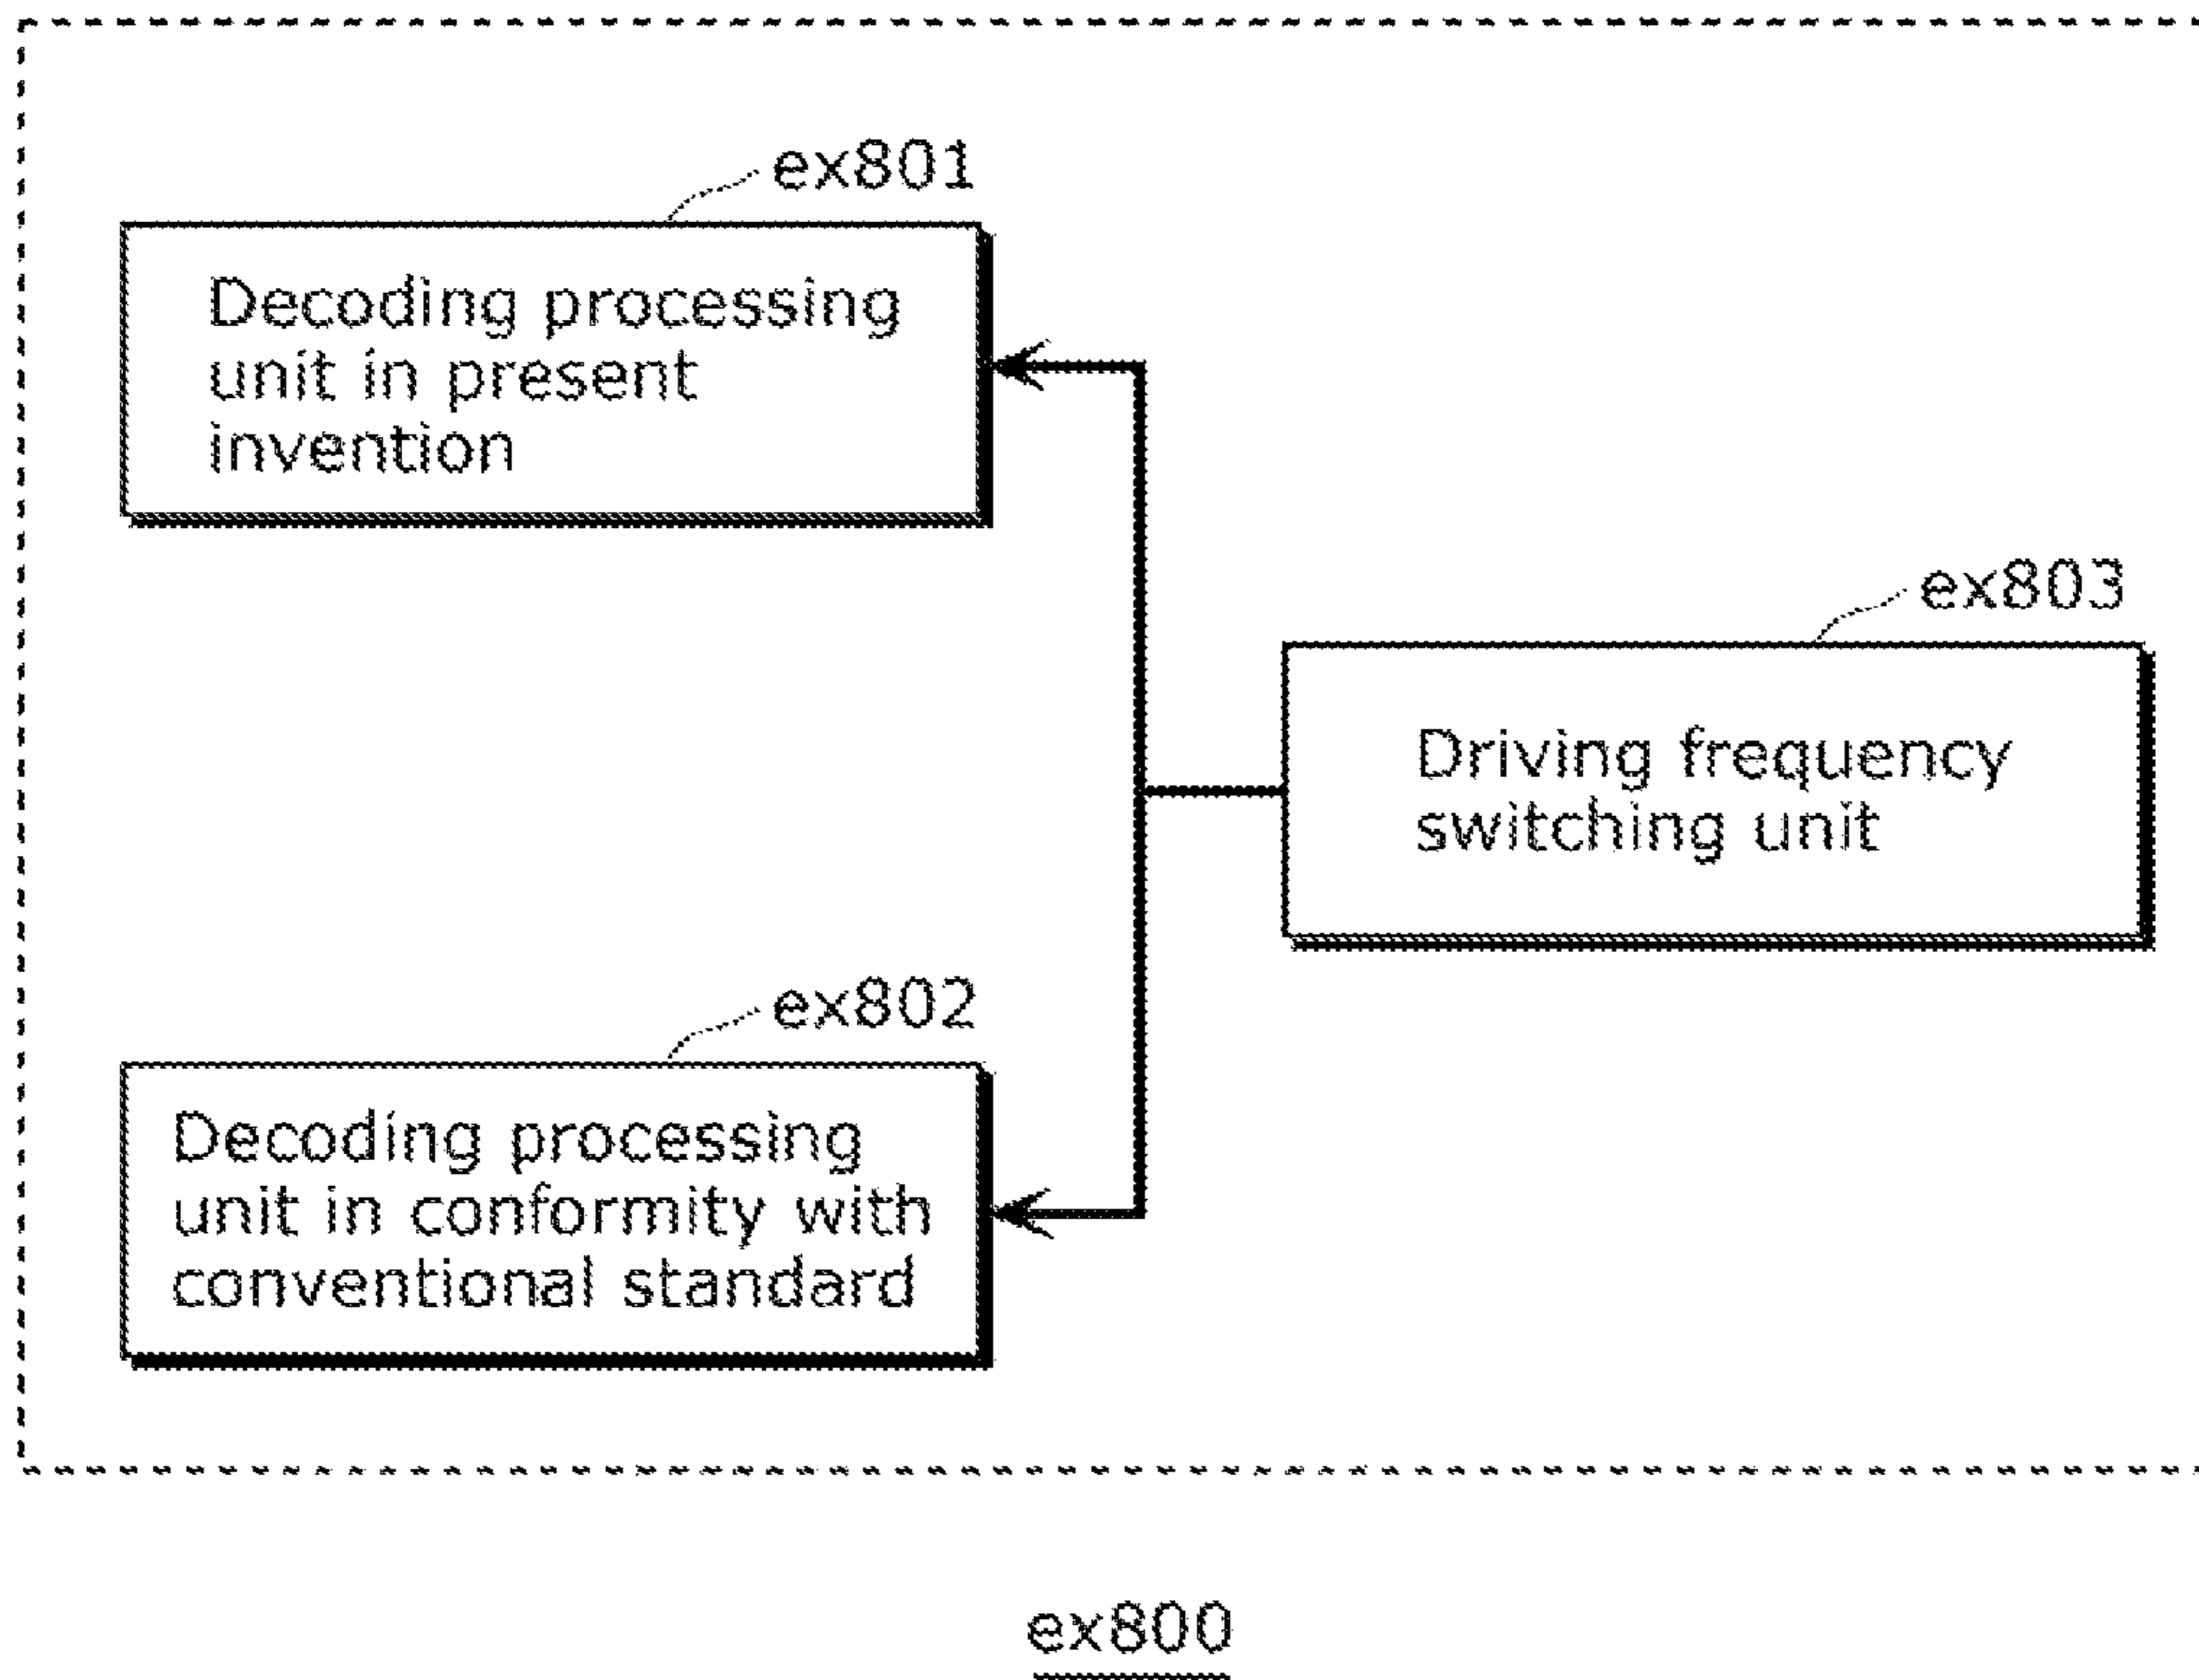 ex801
Decoding processing
unit in present
invention
ex803
Driving frequency
switching unit
ex802
Decoding processing
unit in conformity with
conventional standard
ex800